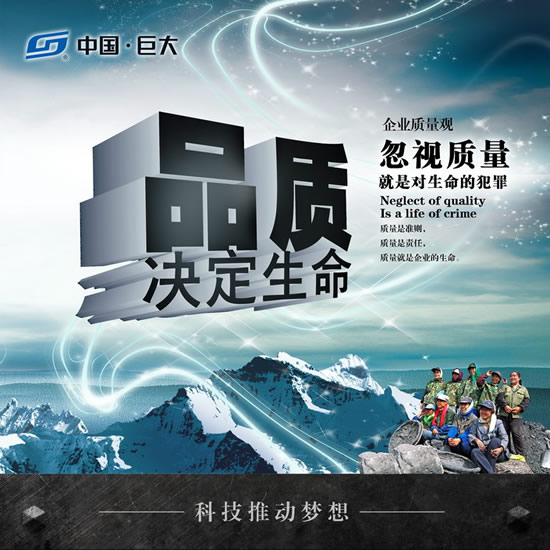 中国·巨大
企业质量观
忽视质量
就是对生命的犯罪
Neglect of quality
Is a life of crime
质量是准则,
质量是责任,
质量就是企业的生命。
品质
决定生命
科技推动梦想